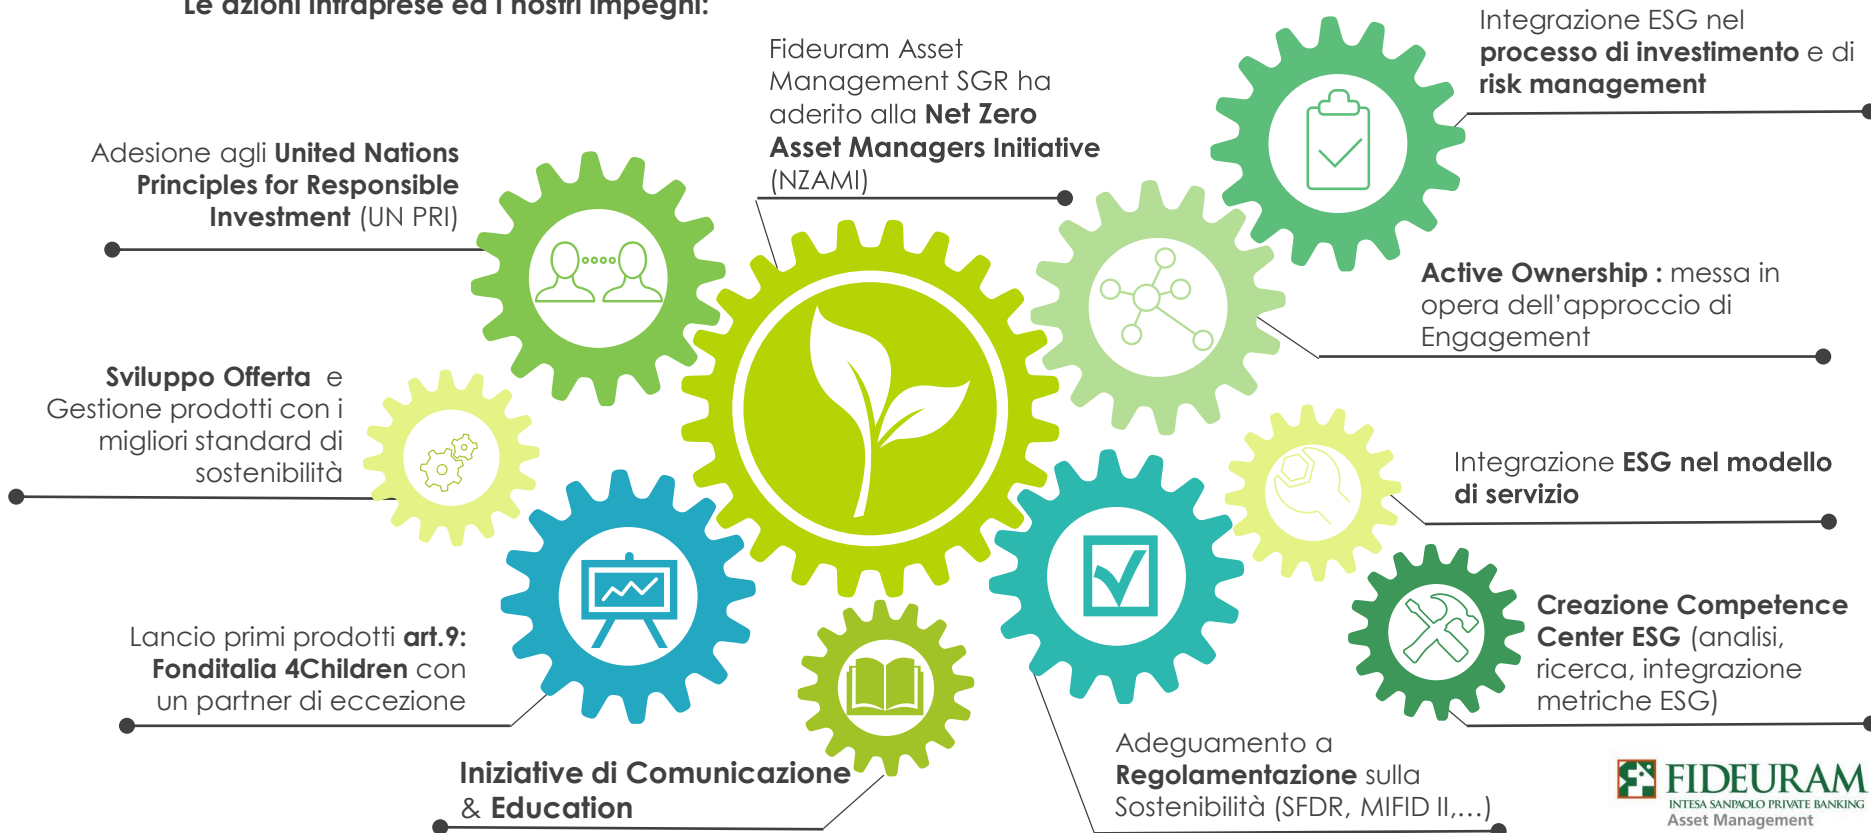 Le azioni intraprese ed i nostri impegni:
Fideuram Asset
Management SGR ha
aderito alla Net Zero
Asset Managers Initiative
(NZAMI)
Integrazione ESG nel
processo di investimento e di
risk management
Adesione agli United Nations
Principles for Responsible
Investment (UN PRI)
Active Ownership : messa in
opera dell'approccio di
Engagement
Sviluppo Offerta e
Gestione prodotti con i
migliori standard di
sostenibilità
Integrazione ESG nel modello
di servizio
Lancio primi prodotti art.9:
Fonditalia 4Children con
un partner di eccezione
Creazione Competence
Center ESG (analisi,
ricerca, integrazione
metriche ESG)
Iniziative di Comunicazione
& Education
Adeguamento a
Regolamentazione sulla
Sostenibilità (SFDR, MIFID II,…)
FIDEURAM
INTESA SANPAOLO PRIVATE BANKING
Asset Management